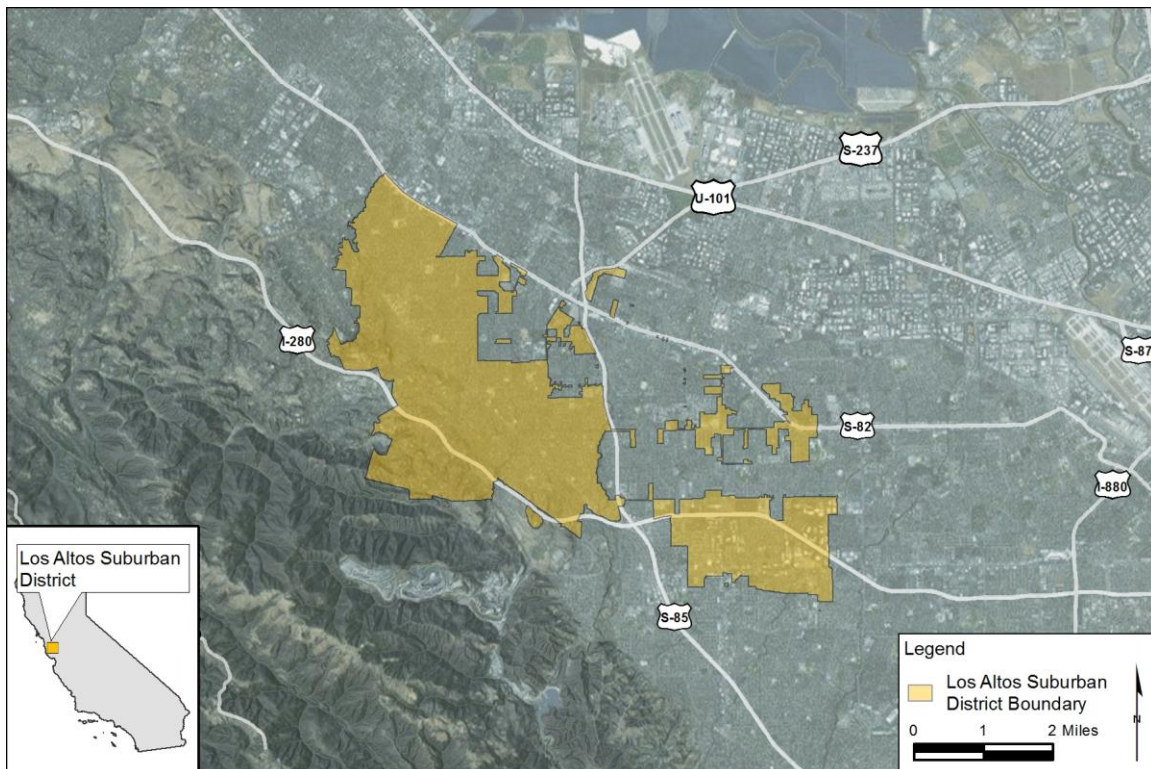 S-237
U-101
I-280
S-87
S-82
I-880
S-85
Los Altos Suburban
District
Legend
Los Altos Suburban
District Boundary
N
0 1 2 Miles